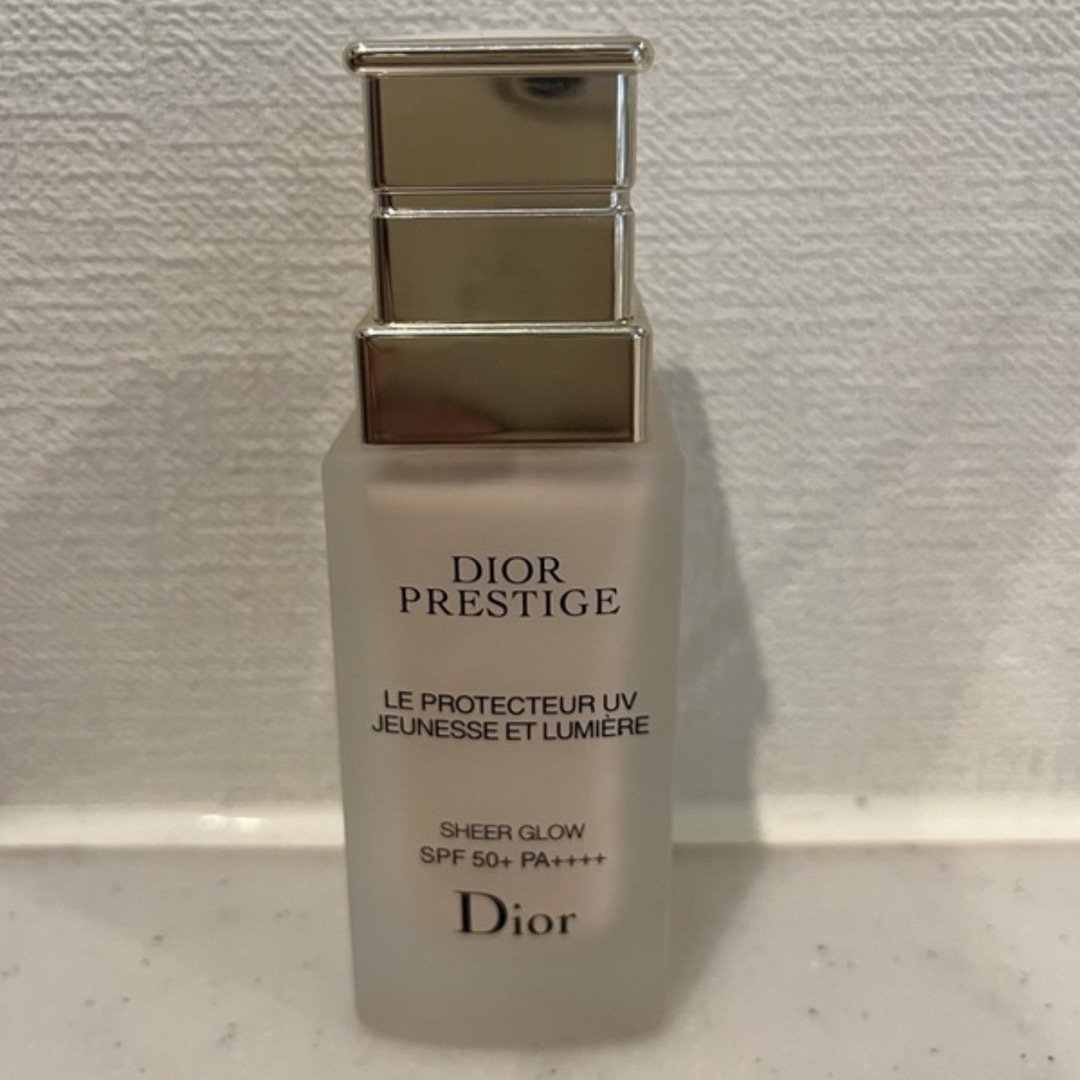 DIOR
PRESTIGE
LE PROTECTEUR UV
JEUNESSE ET LUMIÈRE
SHEER GLOW
SPF 50+ PA++++
Dior